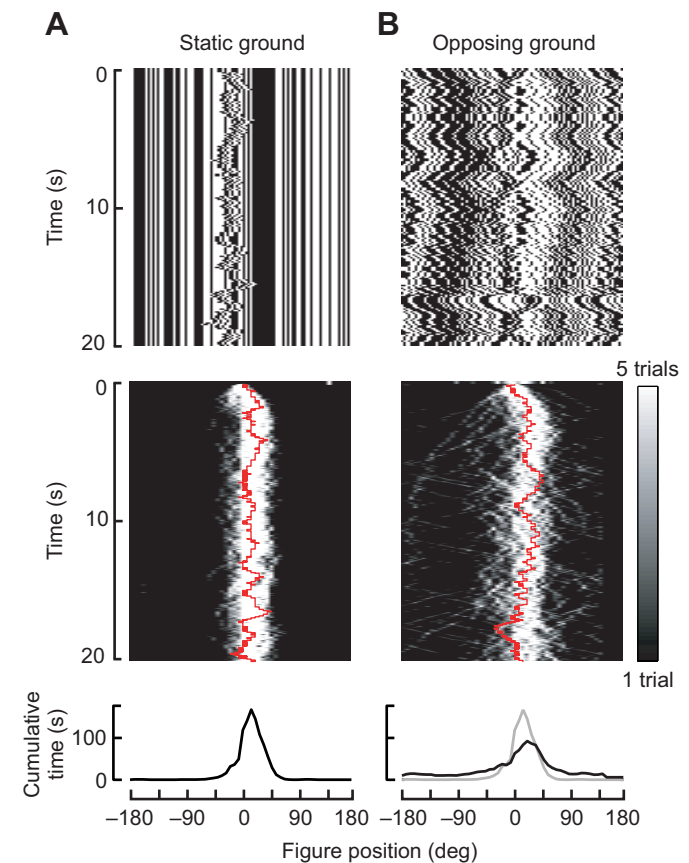 A
B
Static ground
Opposing ground
Time (s)
0
10
20
5 trials
Time (s)
0
10
20
1 trial
Cumulative
time (s)
100
0
–180 –90 0 90 180
–180 –90 0 90 180
Figure position (deg)